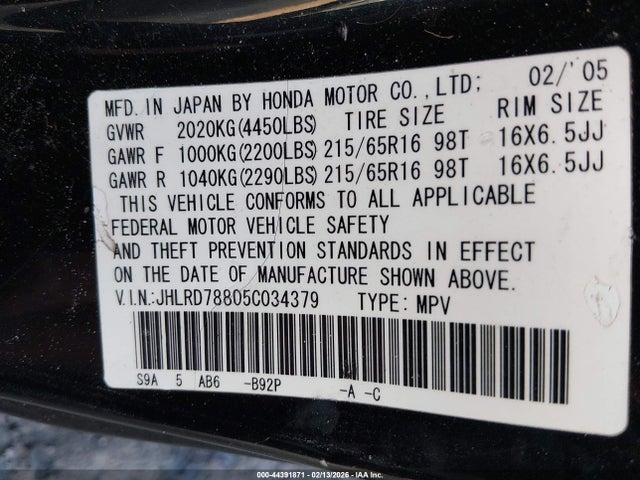 MFD. IN JAPAN BY HONDA MOTOR CO.,LTD; 02/'05
GVWR 2020KG(4450LBS) TIRE SIZE RIM SIZE
GAWR F 1000KG(2200LBS) 215/65R16 98T 16X6.5JJ
GAWR R 1040KG(2290LBS) 215/65R16 98T 16X6.5JJ
THIS VEHICLE CONFORMS TO ALL APPLICABLE
FEDERAL MOTOR VEHICLE SAFETY
AND THEFT PREVENTION STANDARDS IN EFFECT
ON THE DATE OF MANUFACTURE SHOWN ABOVE.
V.I.N:JHLRD78805C034379 TYPE: MPV
S9A 5 AB6 -B92P -A -C
000-44391871 - 02/13/2026 - IAA Inc.